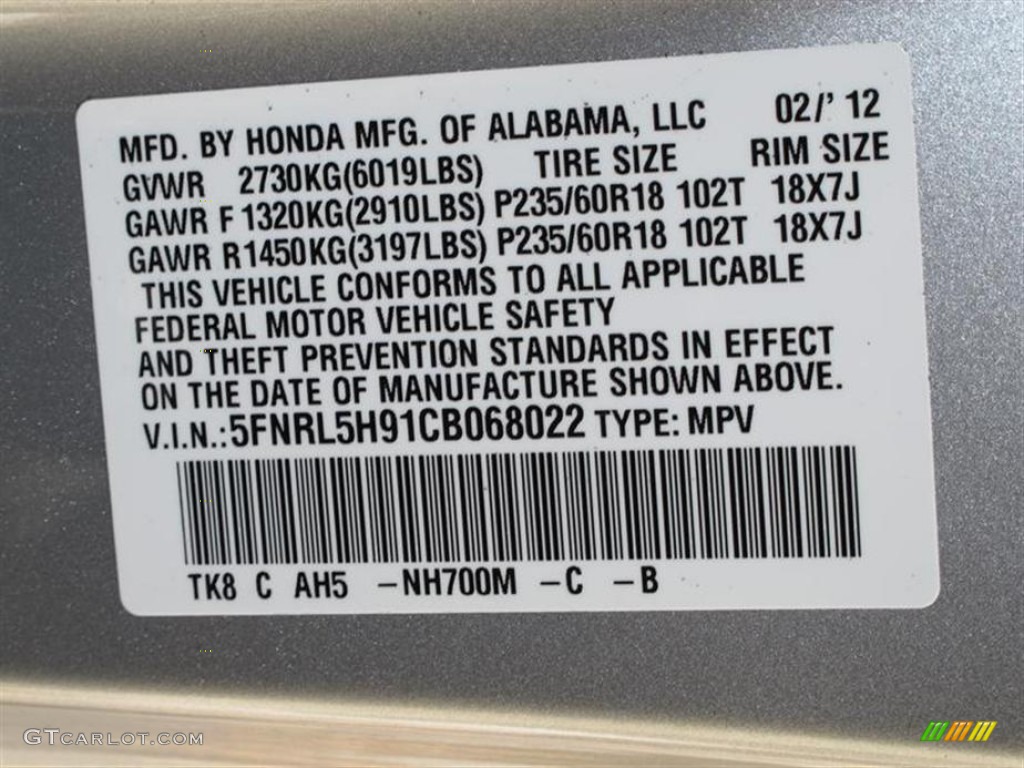 MFD. BY HONDA MFG. OF ALABAMA, LLC 02/' 12
GVWR 2730KG(6019LBS) TIRE SIZE RIM SIZE
GAWR F 1320KG(2910LBS) P235/60R18 102T 18X7J
GAWR R1450KG(3197LBS) P235/60R18 102T 18X7J
THIS VEHICLE CONFORMS TO ALL APPLICABLE
FEDERAL MOTOR VEHICLE SAFETY
AND THEFT PREVENTION STANDARDS IN EFFECT
ON THE DATE OF MANUFACTURE SHOWN ABOVE.
V.I.N.:5FNRL5H91CB068022 TYPE: MPV
TK8 C AH5 -NH700M -C -B
GTCARLOT.COM